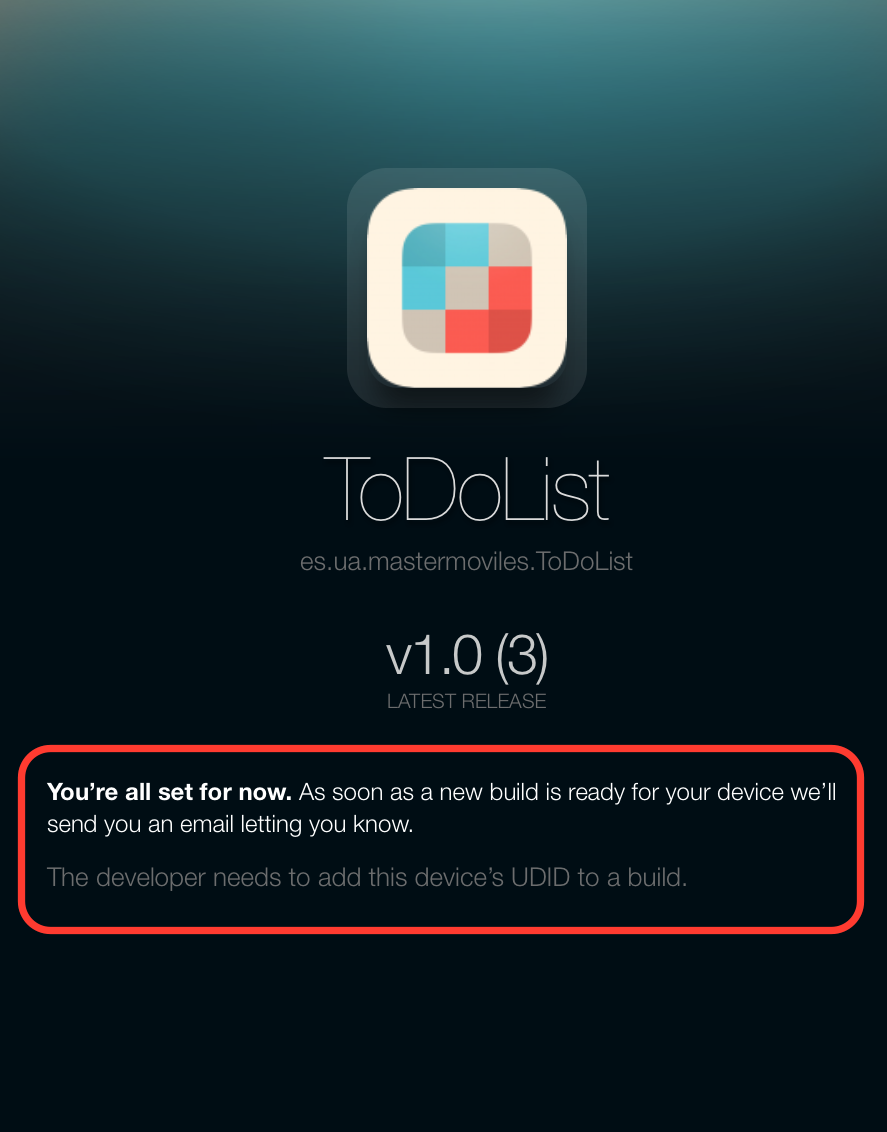 ToDoList
es.ua.mastermoviles.ToDoList
v1.0 (3)
LATEST RELEASE
You’re all set for now. As soon as a new build is ready for your device we’ll
send you an email letting you know.
The developer needs to add this device’s UDID to a build.